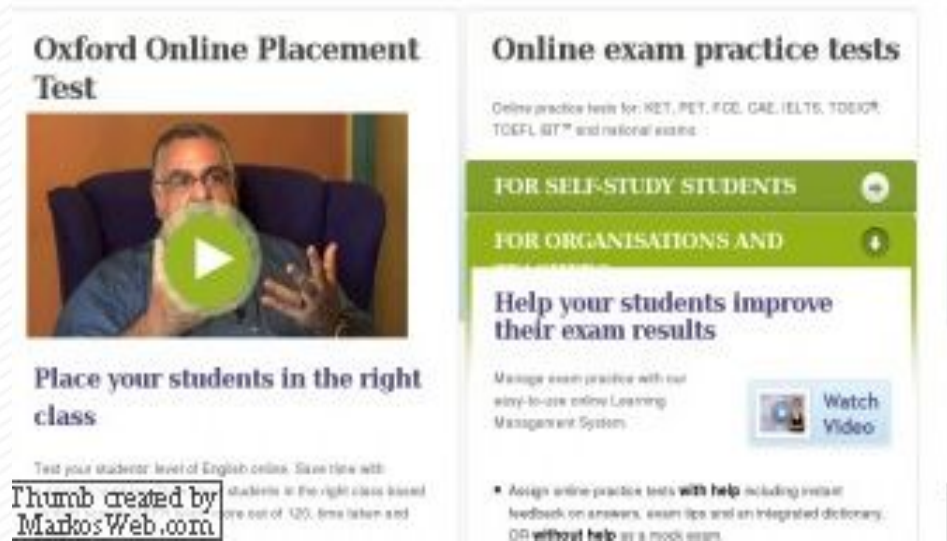 Oxford Online Placement
Test
Place your students in the right
class
Test your students' level of English online. Save time with
students in the right class based
ore out of 120, time taken and
Thumb created by
MarkosWeb.com
Online exam practice tests
Online practice tests for: KET, PET, FCE, CAE, IELTS, TOEIC®,
TOEFL iBT™ and national exams
FOR SELF-STUDY STUDENTS
FOR ORGANISATIONS AND
Help your students improve
their exam results
Manage exam practice with our
easy-to-use online Learning
Management System.
Watch
Video
Assign online practice tests with help including instant
feedback on answers, exam tips and an integrated dictionary,
OR without help as a mock exam.